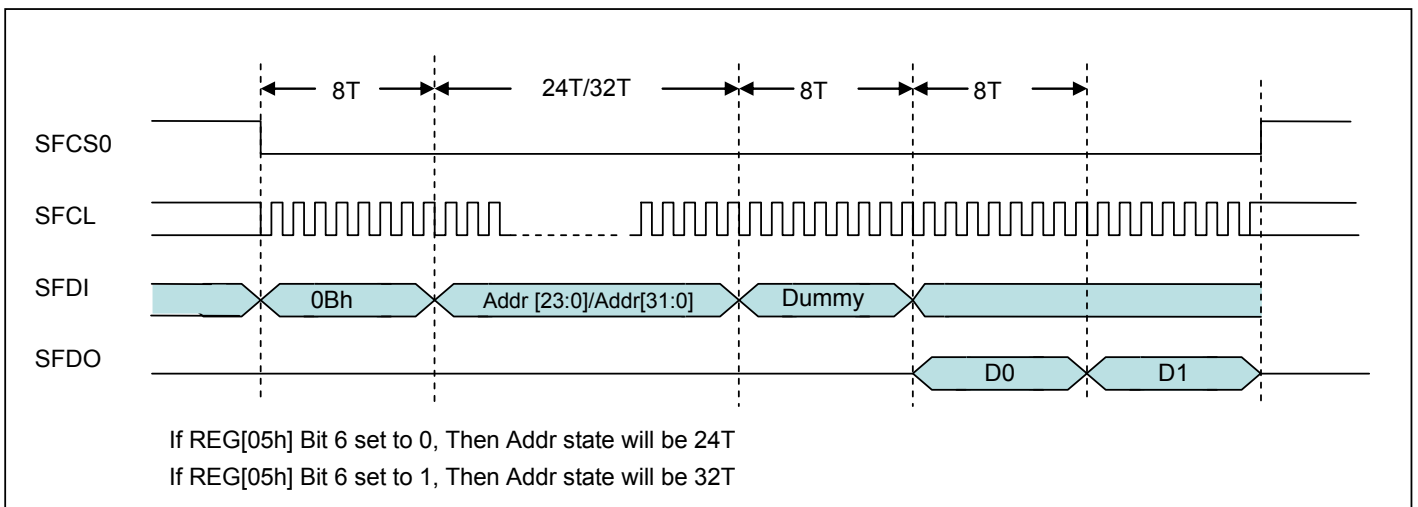 8T 24T/32T 8T 8T
SFCS0
SFCL
SFDI 0Bh Addr [23:0]/Addr[31:0] Dummy
SFDO D0 D1
If REG[05h] Bit 6 set to 0, Then Addr state will be 24T
If REG[05h] Bit 6 set to 1, Then Addr state will be 32T